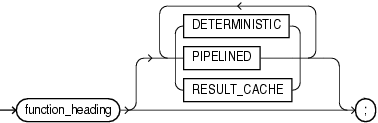 DETERMINISTIC
PIPELINED
RESULT_CACHE
function_heading ;